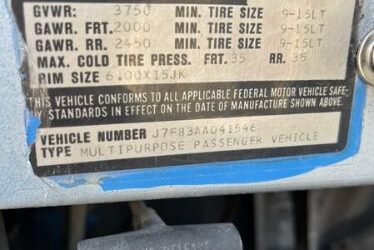 GVWR: 3750 MIN. TIRE SIZE 9-15LT
GAWR. FRT. 2000 MIN. TIRE SIZE 9-15LT
GAWR. RR. 2450 MIN. TIRE SIZE 9-15LT
MAX. COLD TIRE PRESS. FRT. 35 RR. 35
RIM SIZE 6.00X15JK
THIS VEHICLE CONFORMS TO ALL APPLICABLE FEDERAL MOTOR VEHICLE SAFE-
TY STANDARDS IN EFFECT ON THE DATE OF MANUFACTURE SHOWN ABOVE.
VEHICLE NUMBER J7F83AA041546
TYPE MULTIPURPOSE PASSENGER VEHICLE